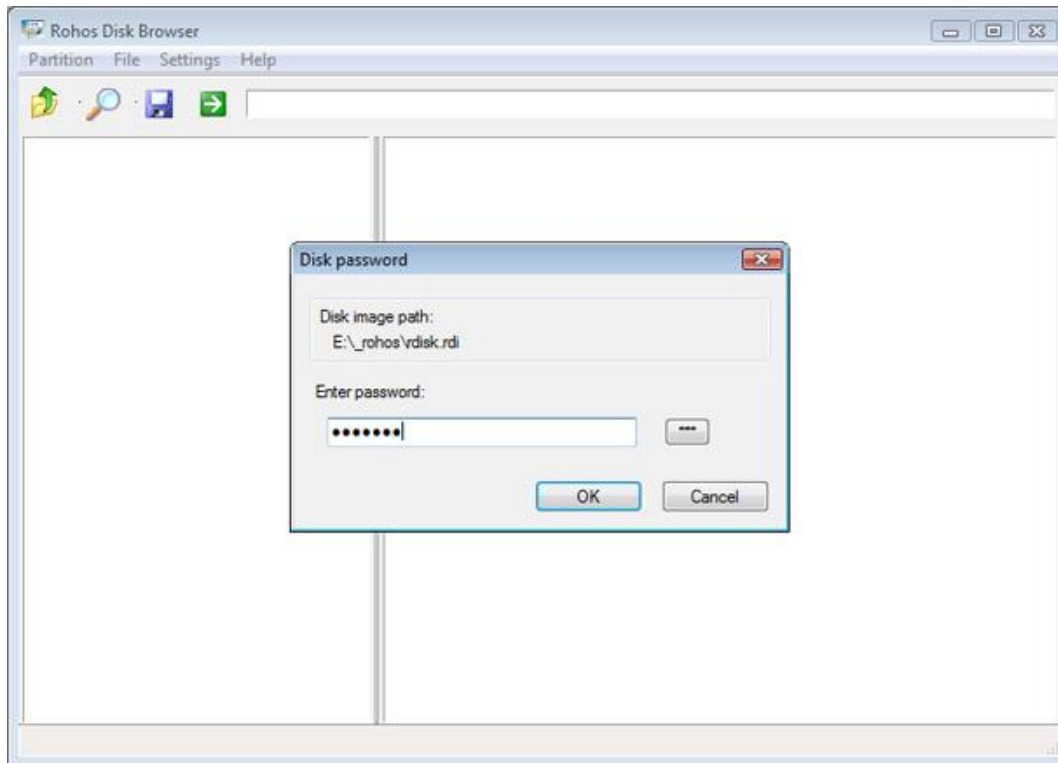 Rohos Disk Browser
Partition File Settings Help
Disk password
Disk image path:
E:\_rohos\rdisk.rdi
Enter password:
•••••••
OK Cancel